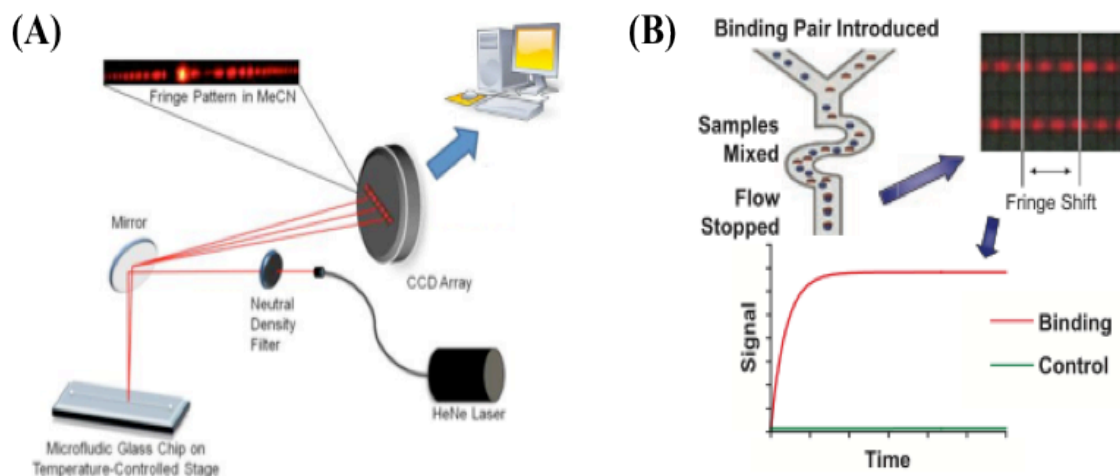 (A)
Fringe Pattern in MeCN
Mirror
CCD Array
Neutral
Density
Filter
HeNe Laser
Microfludic Glass Chip on
Temperature-Controlled Stage
(B)
Binding Pair Introduced
Samples
Mixed
Flow
Stopped
Fringe Shift
Signal
Binding
Control
Time